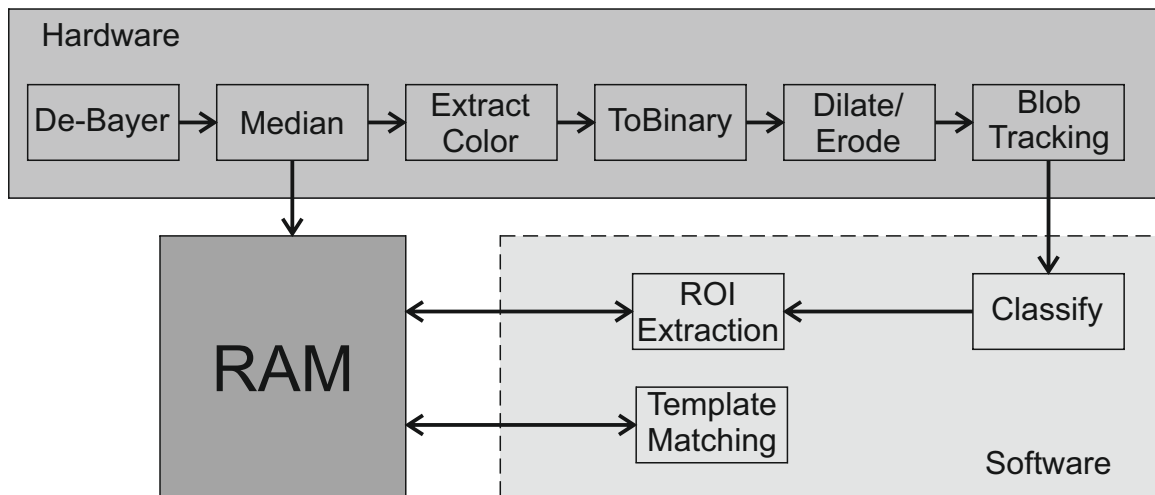 Hardware
De-Bayer
Median
Extract
Color
ToBinary
Dilate/
Erode
Blob
Tracking
RAM
ROI
Extraction
Classify
Template
Matching
Software